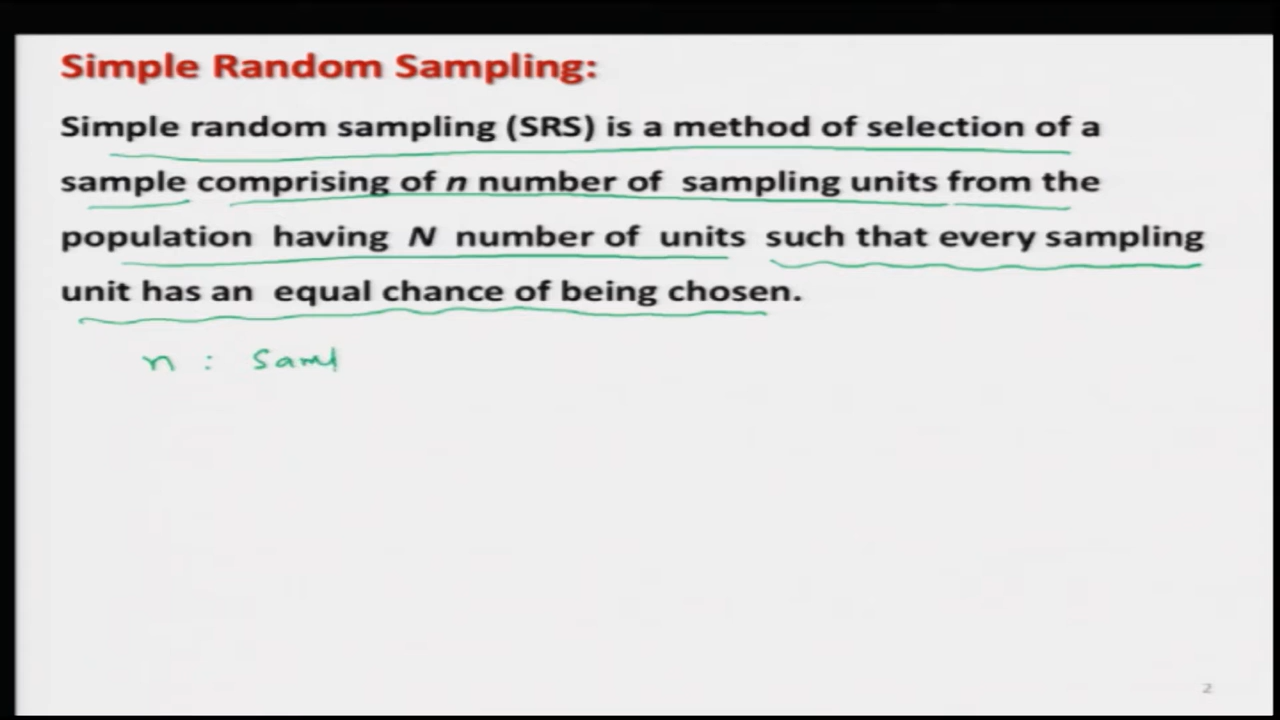 Simple Random Sampling:
Simple random sampling (SRS) is a method of selection of a
sample comprising of n number of sampling units from the
population having N number of units such that every sampling
unit has an equal chance of being chosen.
n : Saml
2